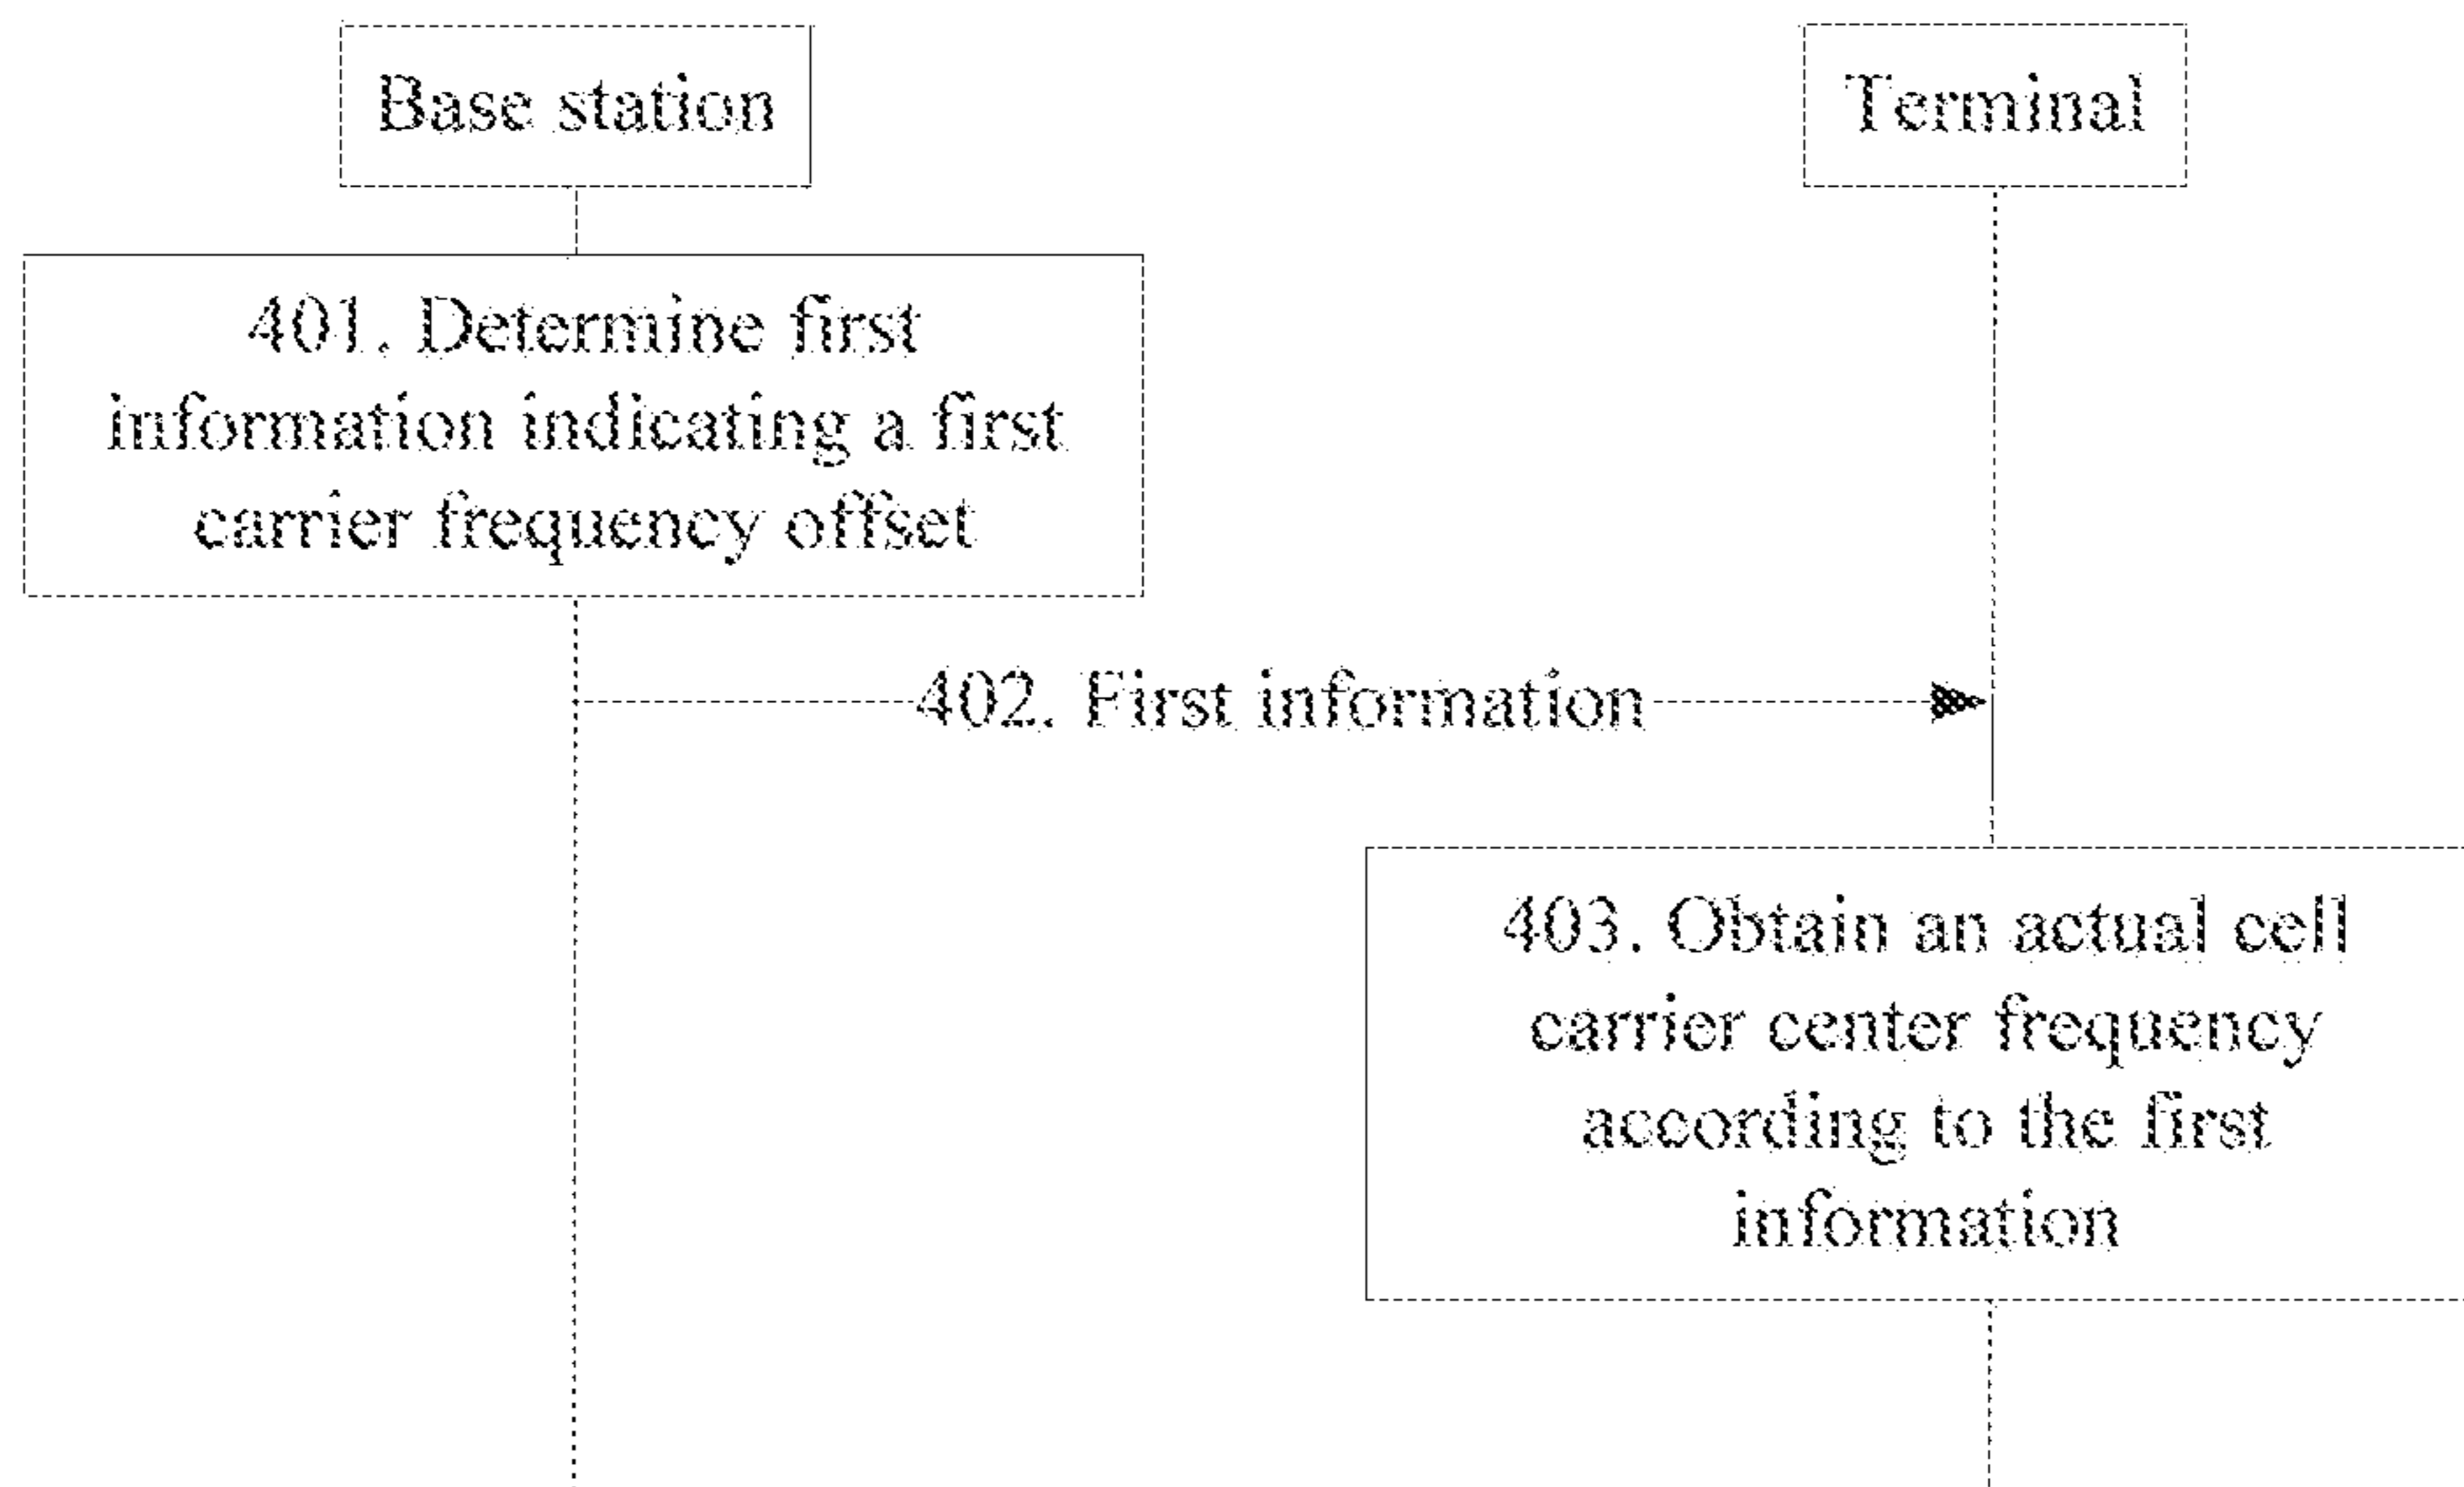 Base station
Terminal
401. Determine first
information indicating a first
carrier frequency offset
402. First information
403. Obtain an actual cell
carrier center frequency
according to the first
information